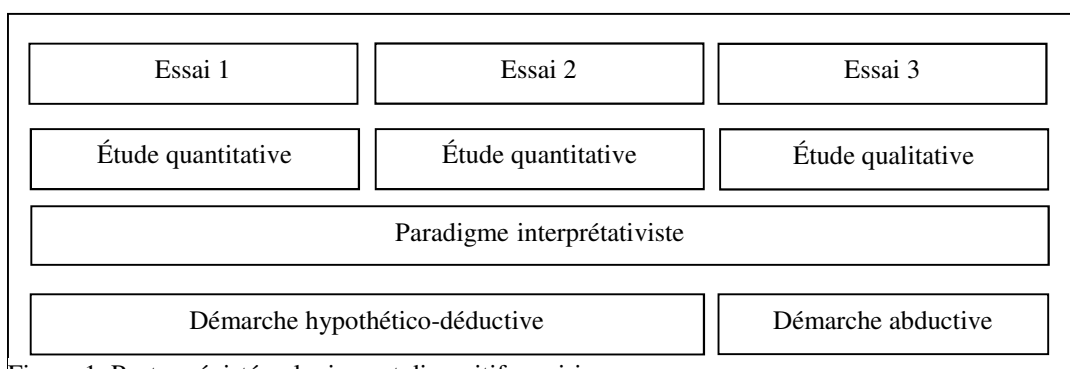 Essai 1 Essai 2 Essai 3
Étude quantitative Étude quantitative Étude qualitative
Paradigme interprétativiste
Démarche hypothético-déductive Démarche abductive